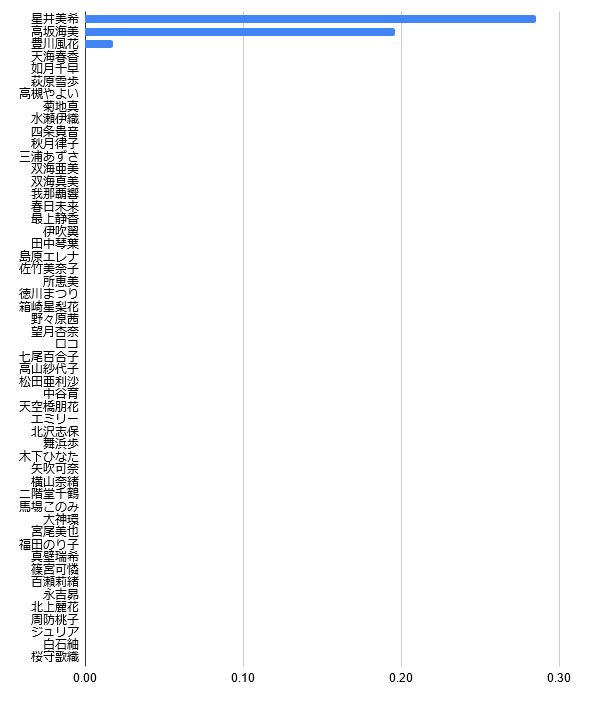 星井美希
高坂海美
豊川風花
天海春香
如月千早
萩原雪歩
高槻やよい
菊地真
水瀬伊織
四条貴音
秋月律子
三浦あずさ
双海亜美
双海真美
我那覇響
春日未来
最上静香
伊吹翼
田中琴葉
島原エレナ
佐竹美奈子
所恵美
徳川まつり
箱崎星梨花
野々原茜
望月杏奈
ロコ
七尾百合子
高山紗代子
松田亜利沙
中谷育
天空橋朋花
エミリー
北沢志保
舞浜歩
木下ひなた
矢吹可奈
横山奈緒
二階堂千鶴
馬場このみ
大神環
宮尾美也
福田のり子
真壁瑞希
篠宮可憐
百瀬莉緒
永吉昴
北上麗花
周防桃子
ジュリア
白石紬
桜守歌織
0.00 0.10 0.20 0.30